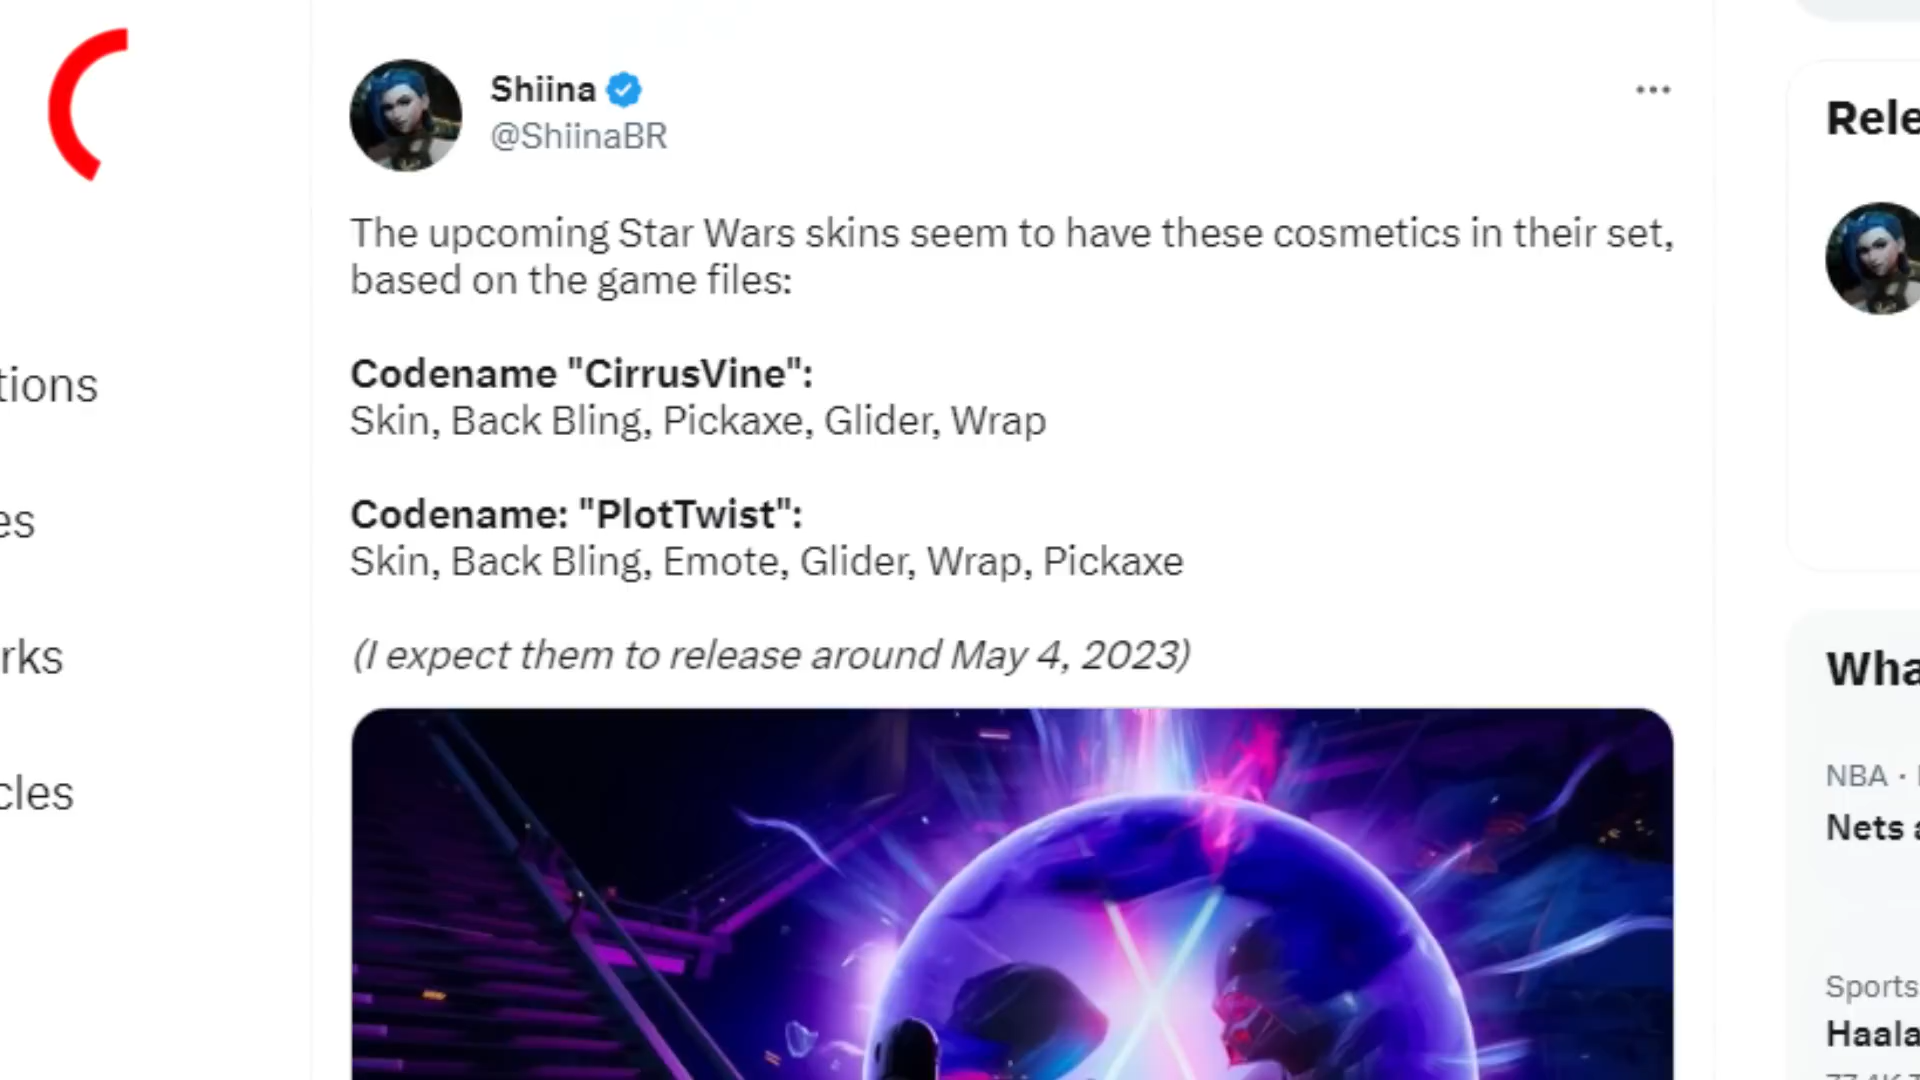 Shiina
@ShiinaBR
The upcoming Star Wars skins seem to have these cosmetics in their set,
based on the game files:
Codename "CirrusVine":
Skin, Back Bling, Pickaxe, Glider, Wrap
Codename: "PlotTwist":
Skin, Back Bling, Emote, Glider, Wrap, Pickaxe
(I expect them to release around May 4, 2023)
tions
es
rks
cles
Rele
Wha
NBA ·
Nets
Sports
Haala